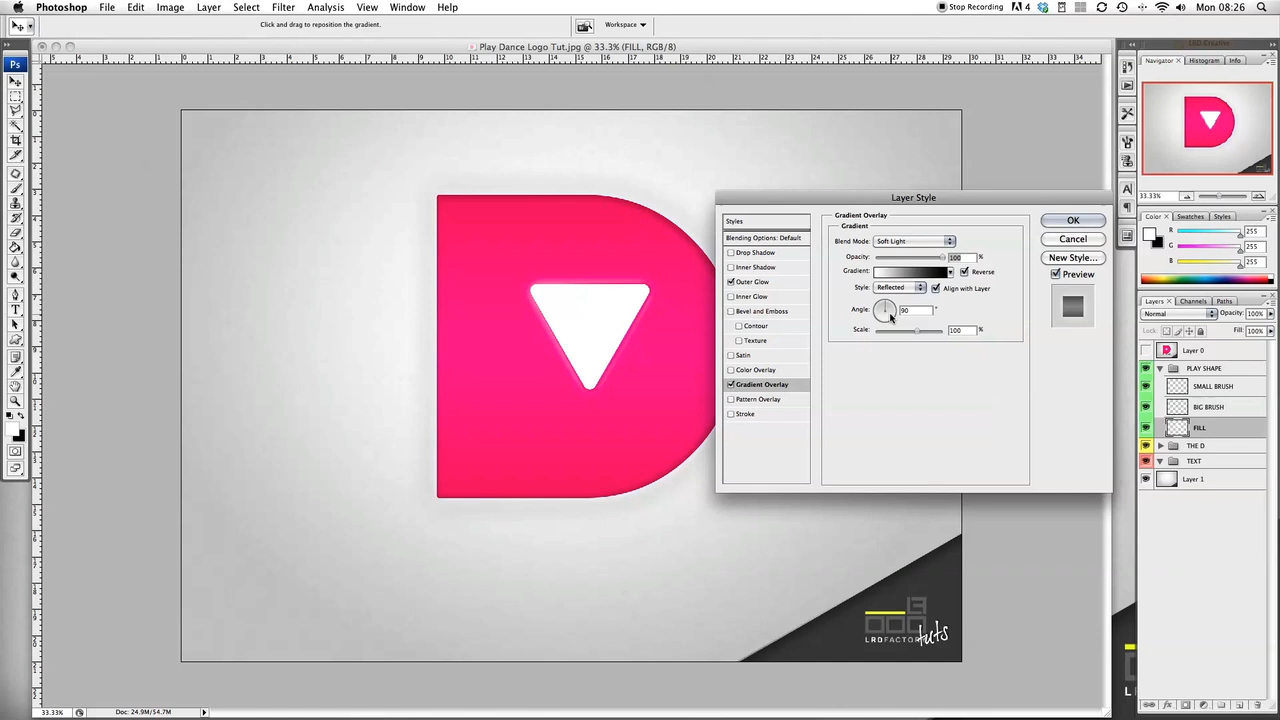 Photoshop File Edit Image Layer Select Filter Analysis View Window Help
Stop Recording 4 Mon 08:26
Click and drag to reposition the gradient.
Workspace
Play Dance Logo Tut.jpg @ 33.3% (FILL, RGB/8)
Ps
Navigator Histogram Info
33.33%
Color Swatches Styles
R 255
G 255
B 255
Layers Channels Paths
Normal Opacity: 100%
Lock: Fill: 100%
Layer 0
PLAY SHAPE
SMALL BRUSH
BIG BRUSH
FILL
THE D
TEXT
Layer 1
Layer Style
Styles
Blending Options: Default
Drop Shadow
Inner Shadow
Outer Glow
Inner Glow
Bevel and Emboss
Contour
Texture
Satin
Color Overlay
Gradient Overlay
Pattern Overlay
Stroke
Gradient Overlay
Gradient
Blend Mode: Soft Light
Opacity: 100 %
Gradient: Reverse
Style: Reflected Align with Layer
Angle: 90 °
Scale: 100 %
OK
Cancel
New Style...
Preview
LRDFACTORY
tuts
33.33% Doc: 24.9M/54.7M